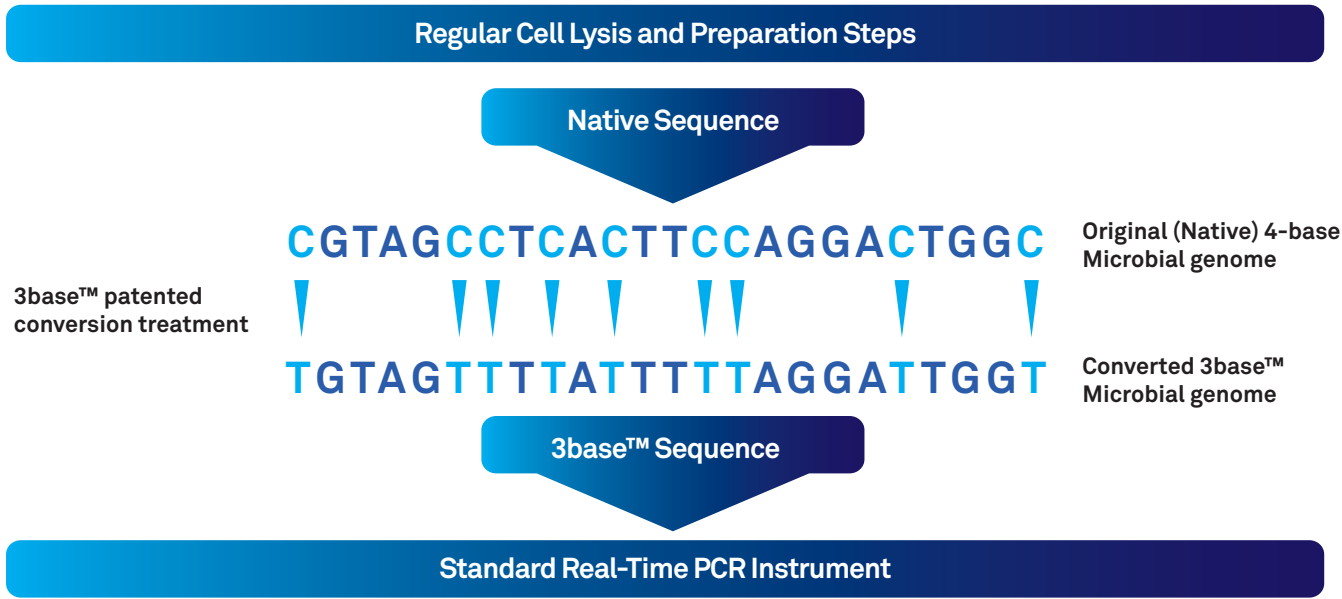 Regular Cell Lysis and Preparation Steps
Native Sequence
CGTAGCCTCACTTCCAGGACTGGC
Original (Native) 4-base
Microbial genome
3base™ patented
conversion treatment
TGTAGTTTTATTTTTAGGATTGGT
Converted 3base™
Microbial genome
3base™ Sequence
Standard Real-Time PCR Instrument